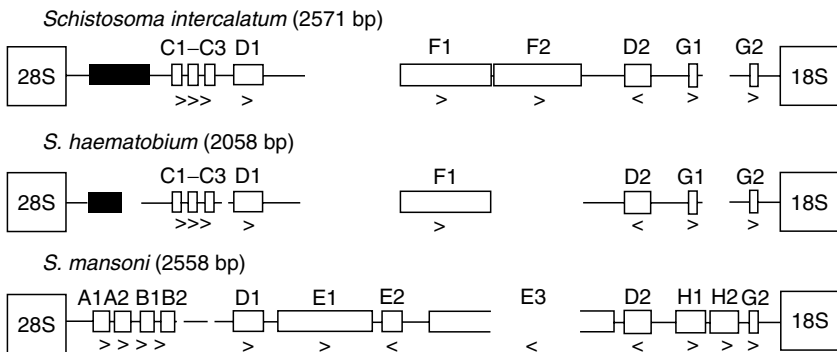 Schistosoma intercalatum (2571 bp)
C1–C3 D1 F1 F2 D2 G1 G2
28S 18S
>>> > > > < > >
S. haematobium (2058 bp)
C1–C3 D1 F1 D2 G1 G2
28S 18S
>>> > > < > >
S. mansoni (2558 bp)
A1A2 B1B2 D1 E1 E2 E3 D2 H1 H2 G2
28S 18S
> > > > > > < < < > > >